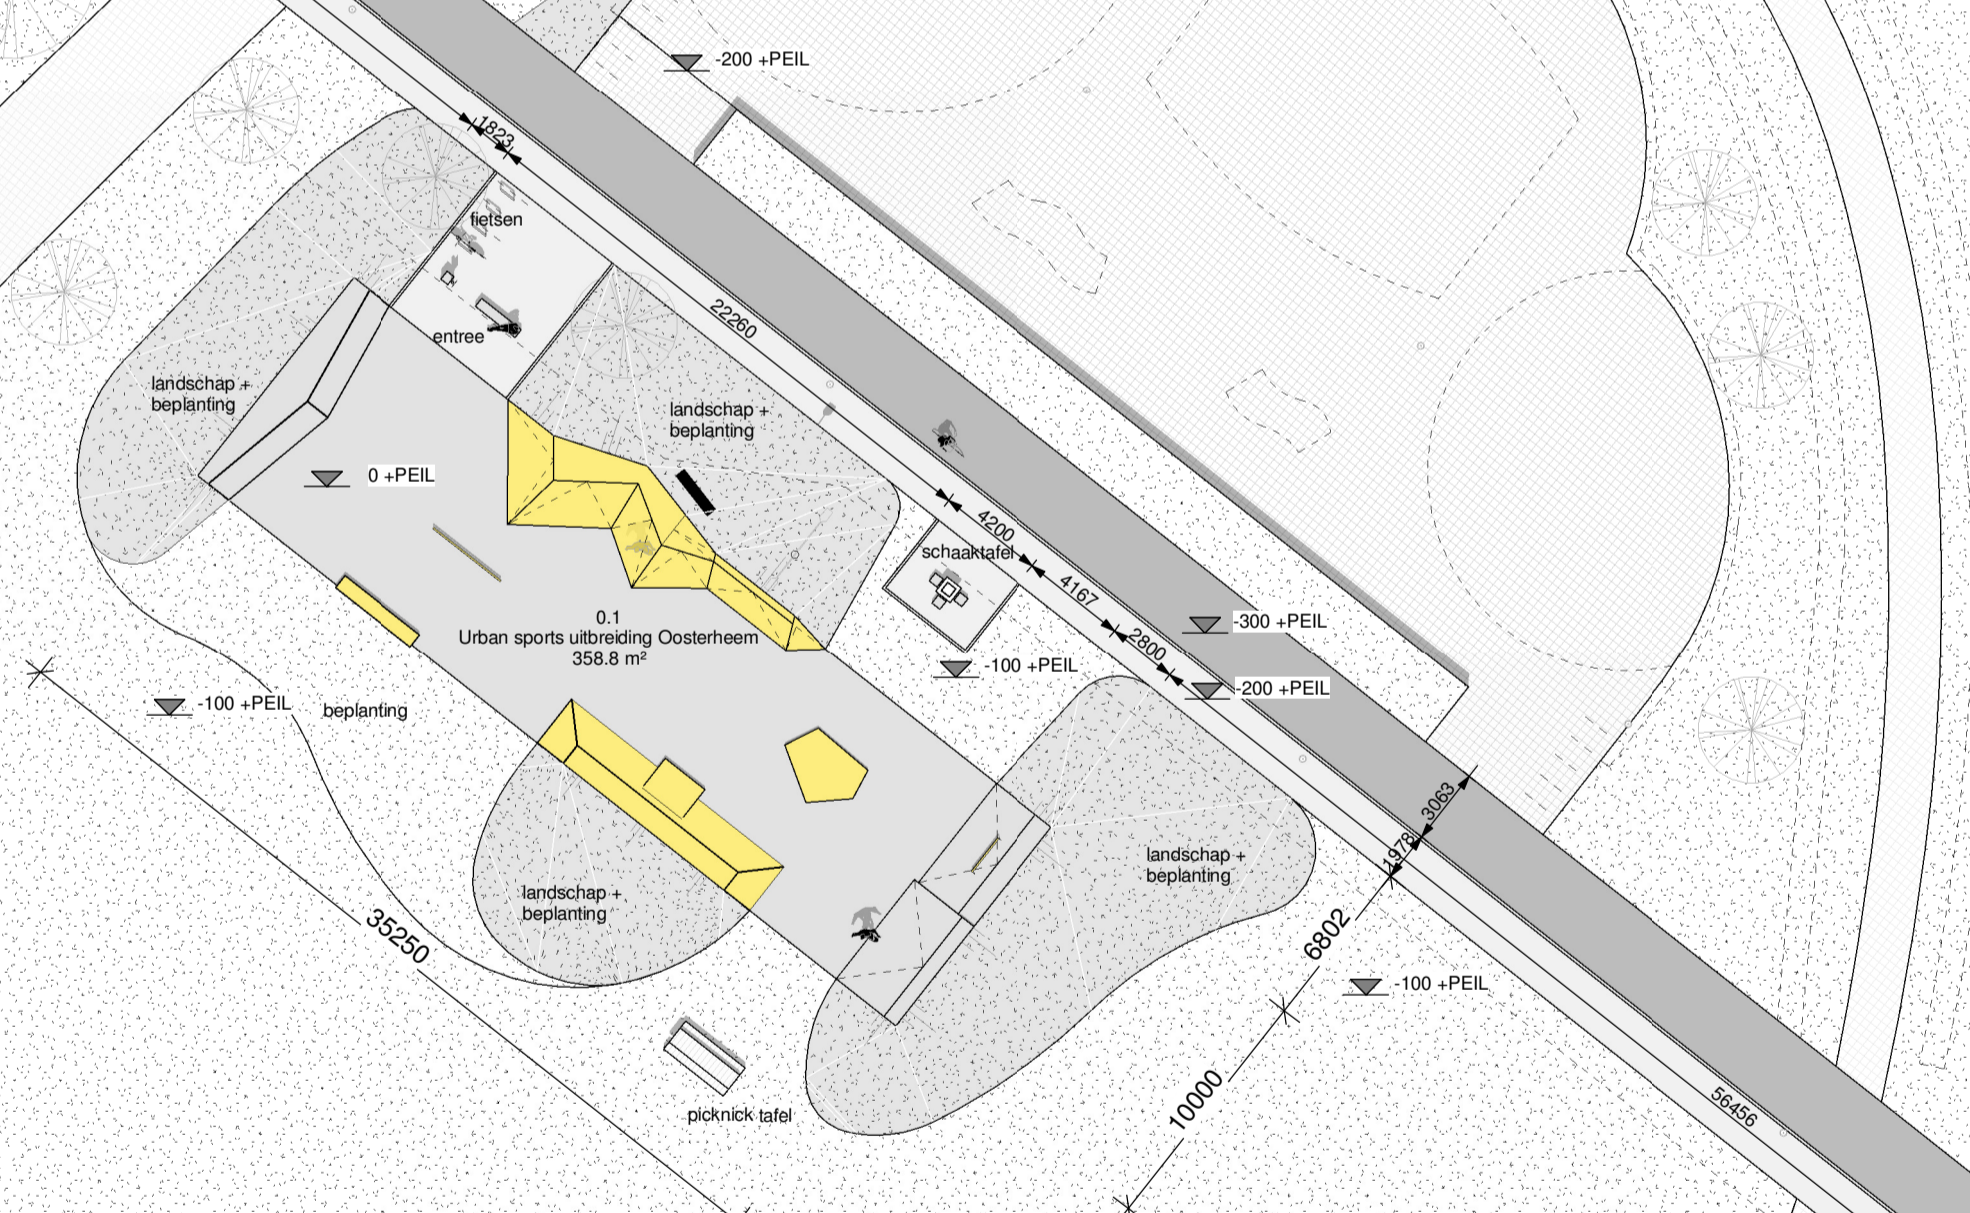 -200 +PEIL
1823
fietsen
entree
22260
landschap +
beplanting
landschap +
beplanting
0 +PEIL
4200
schaaktafel
4167
2800
-300 +PEIL
-100 +PEIL
-200 +PEIL
0.1
Urban sports uitbreiding Oosterheem
358.8 m²
-100 +PEIL
beplanting
3063
1978
landschap +
beplanting
landschap +
beplanting
35250
6802
-100 +PEIL
10000
picknick tafel
56456